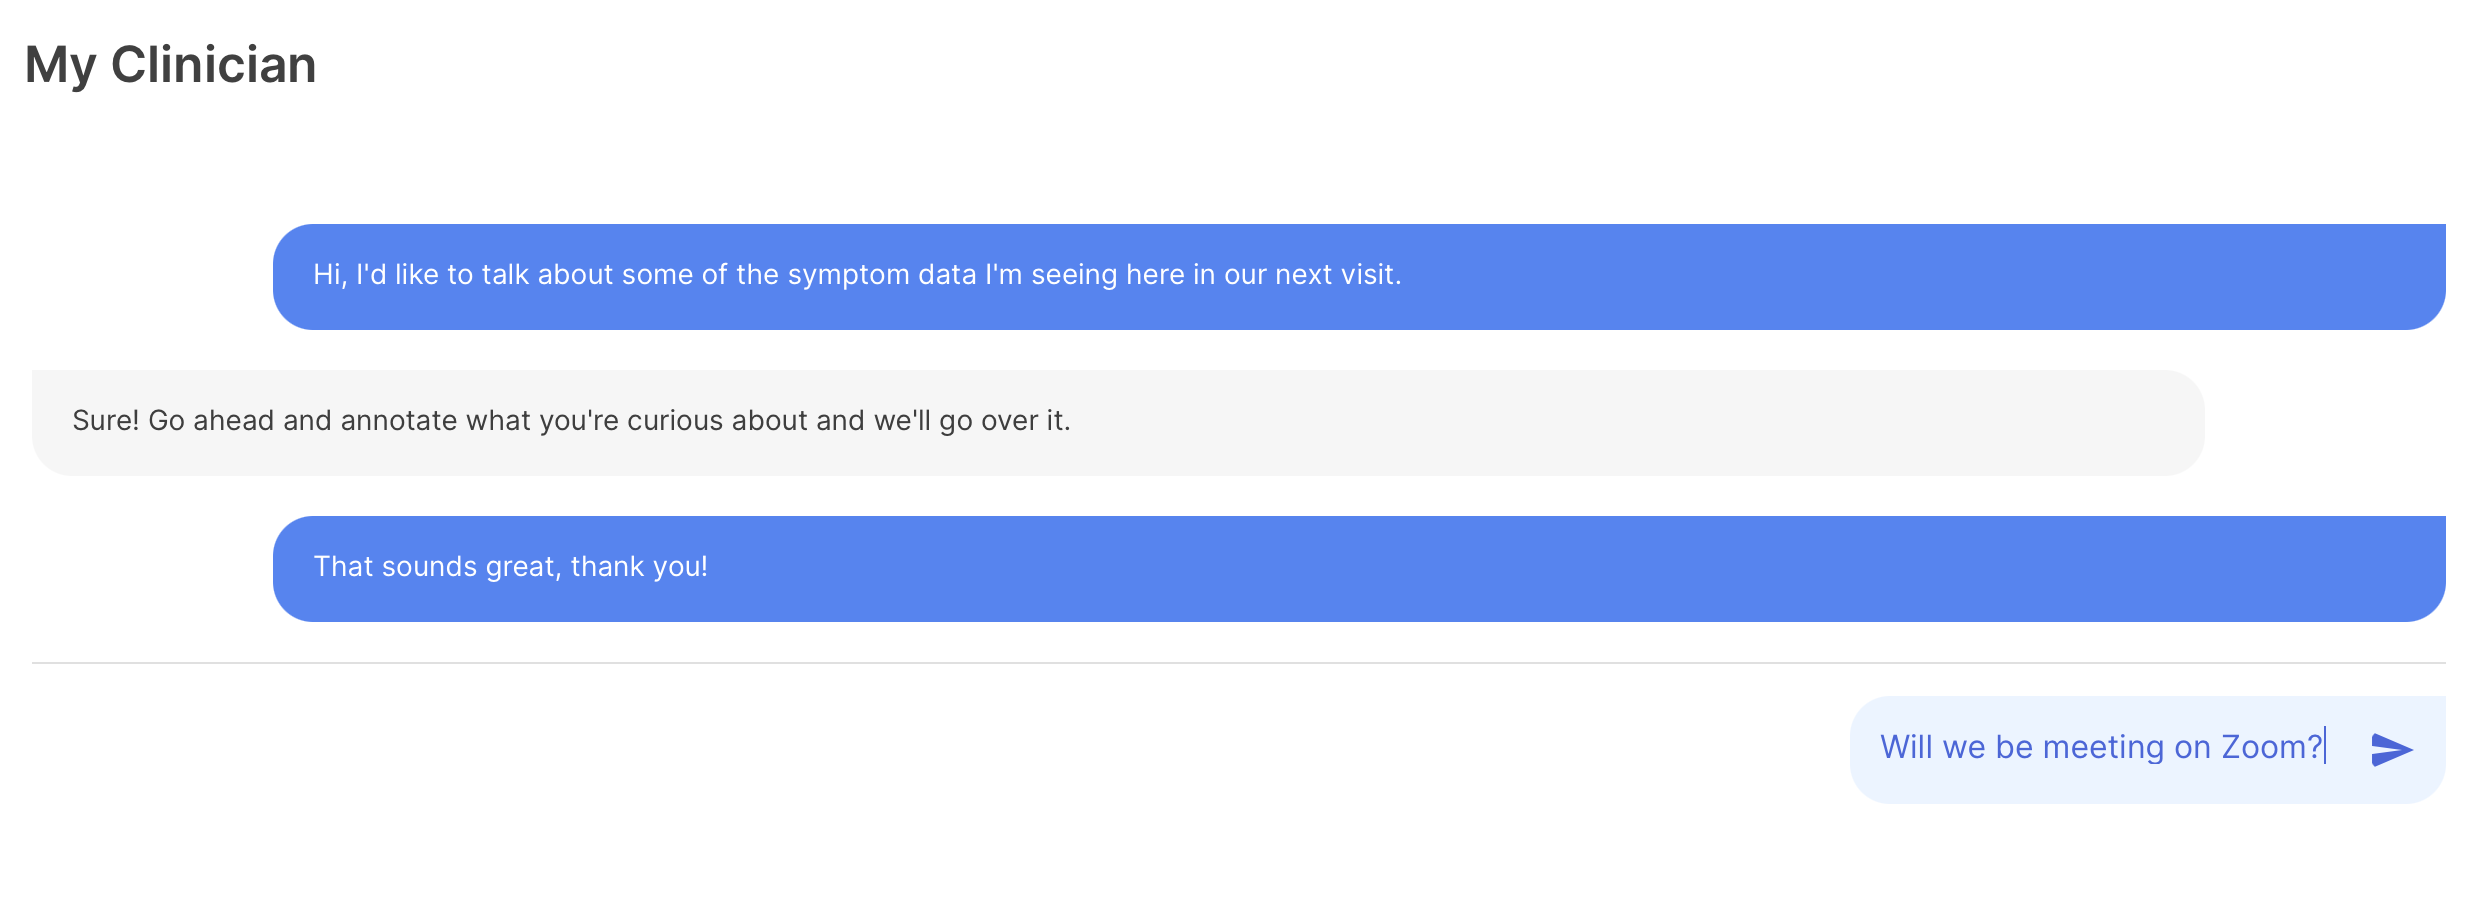 My Clinician
Hi, I'd like to talk about some of the symptom data I'm seeing here in our next visit.
Sure! Go ahead and annotate what you're curious about and we'll go over it.
That sounds great, thank you!
Will we be meeting on Zoom?